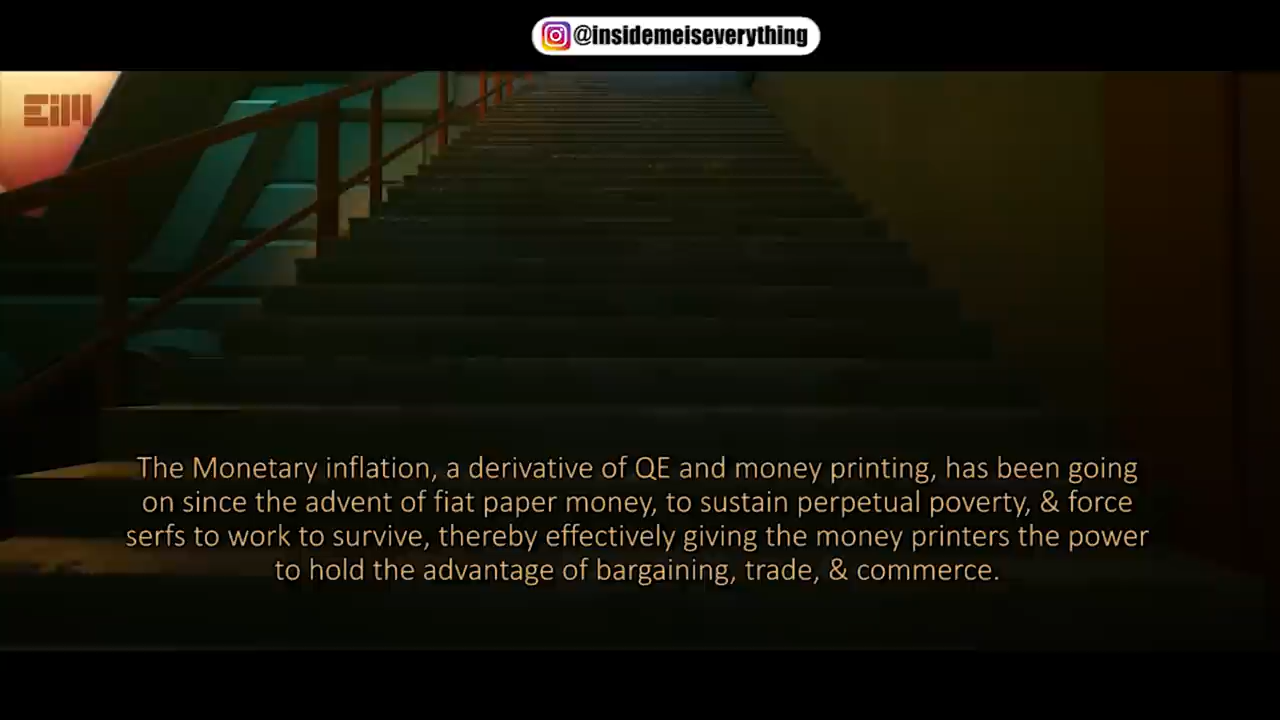 @insidemeiseverything
EiM
The Monetary inflation, a derivative of QE and money printing, has been going
on since the advent of fiat paper money, to sustain perpetual poverty, & force
serfs to work to survive, thereby effectively giving the money printers the power
to hold the advantage of bargaining, trade, & commerce.